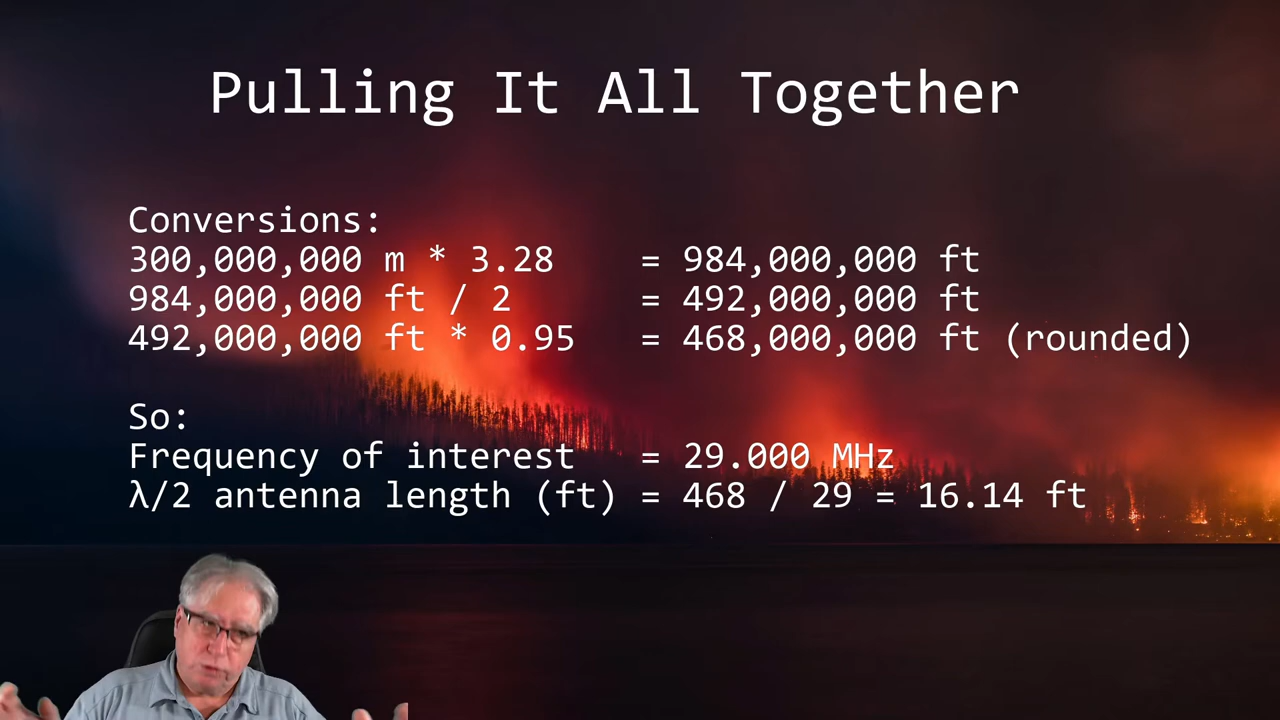 Pulling It All Together
Conversions:
300,000,000 m * 3.28 = 984,000,000 ft
984,000,000 ft / 2 = 492,000,000 ft
492,000,000 ft * 0.95 = 468,000,000 ft (rounded)
So:
Frequency of interest = 29.000 MHz
λ/2 antenna length (ft) = 468 / 29 = 16.14 ft